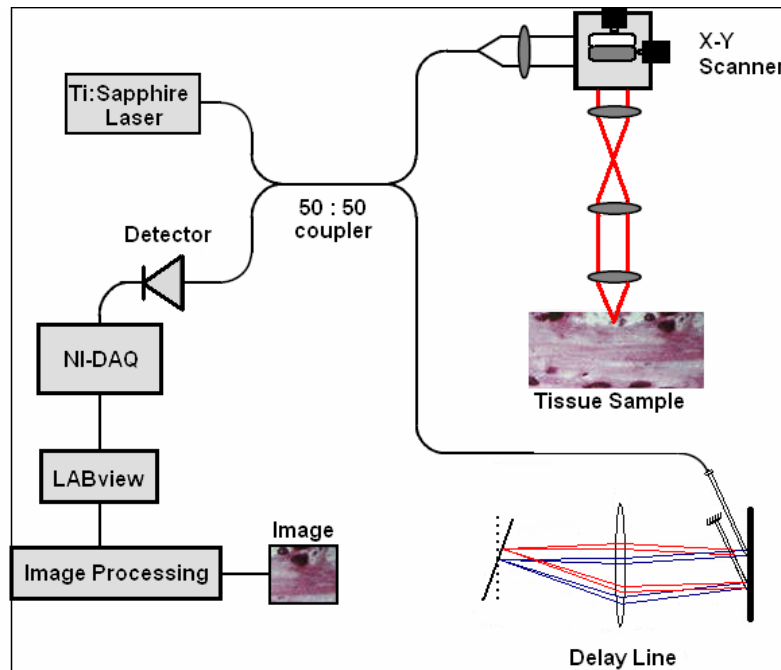 Ti:Sapphire
Laser
X-Y
Scanner
50 : 50
coupler
Detector
NI-DAQ
Tissue Sample
LABview
Image
Image Processing
Delay Line